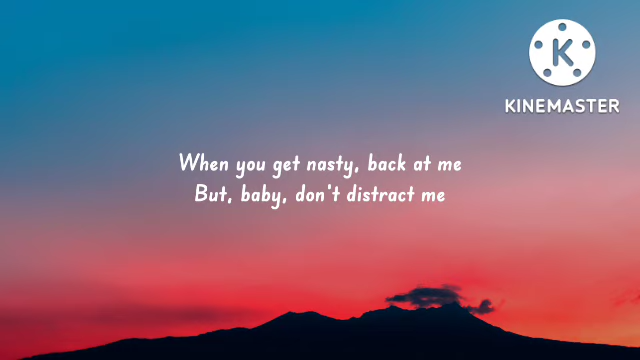 K
KINEMASTER
When you get nasty, back at me
But, baby, don't distract me